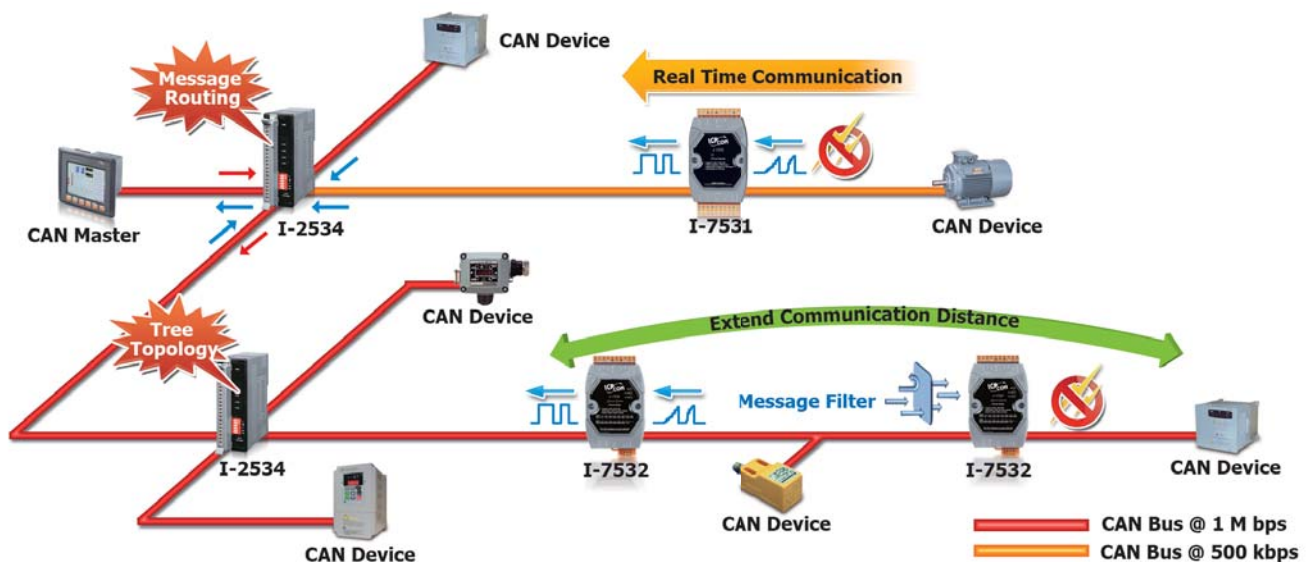 CAN Device
Message
Routing
Real Time Communication
CAN Master
I-2534
I-7531
CAN Device
CAN Device
Extend Communication Distance
Tree
Topology
Message Filter
I-2534
I-7532
I-7532
CAN Device
CAN Device
CAN Device
CAN Bus @ 1 M bps
CAN Bus @ 500 kbps